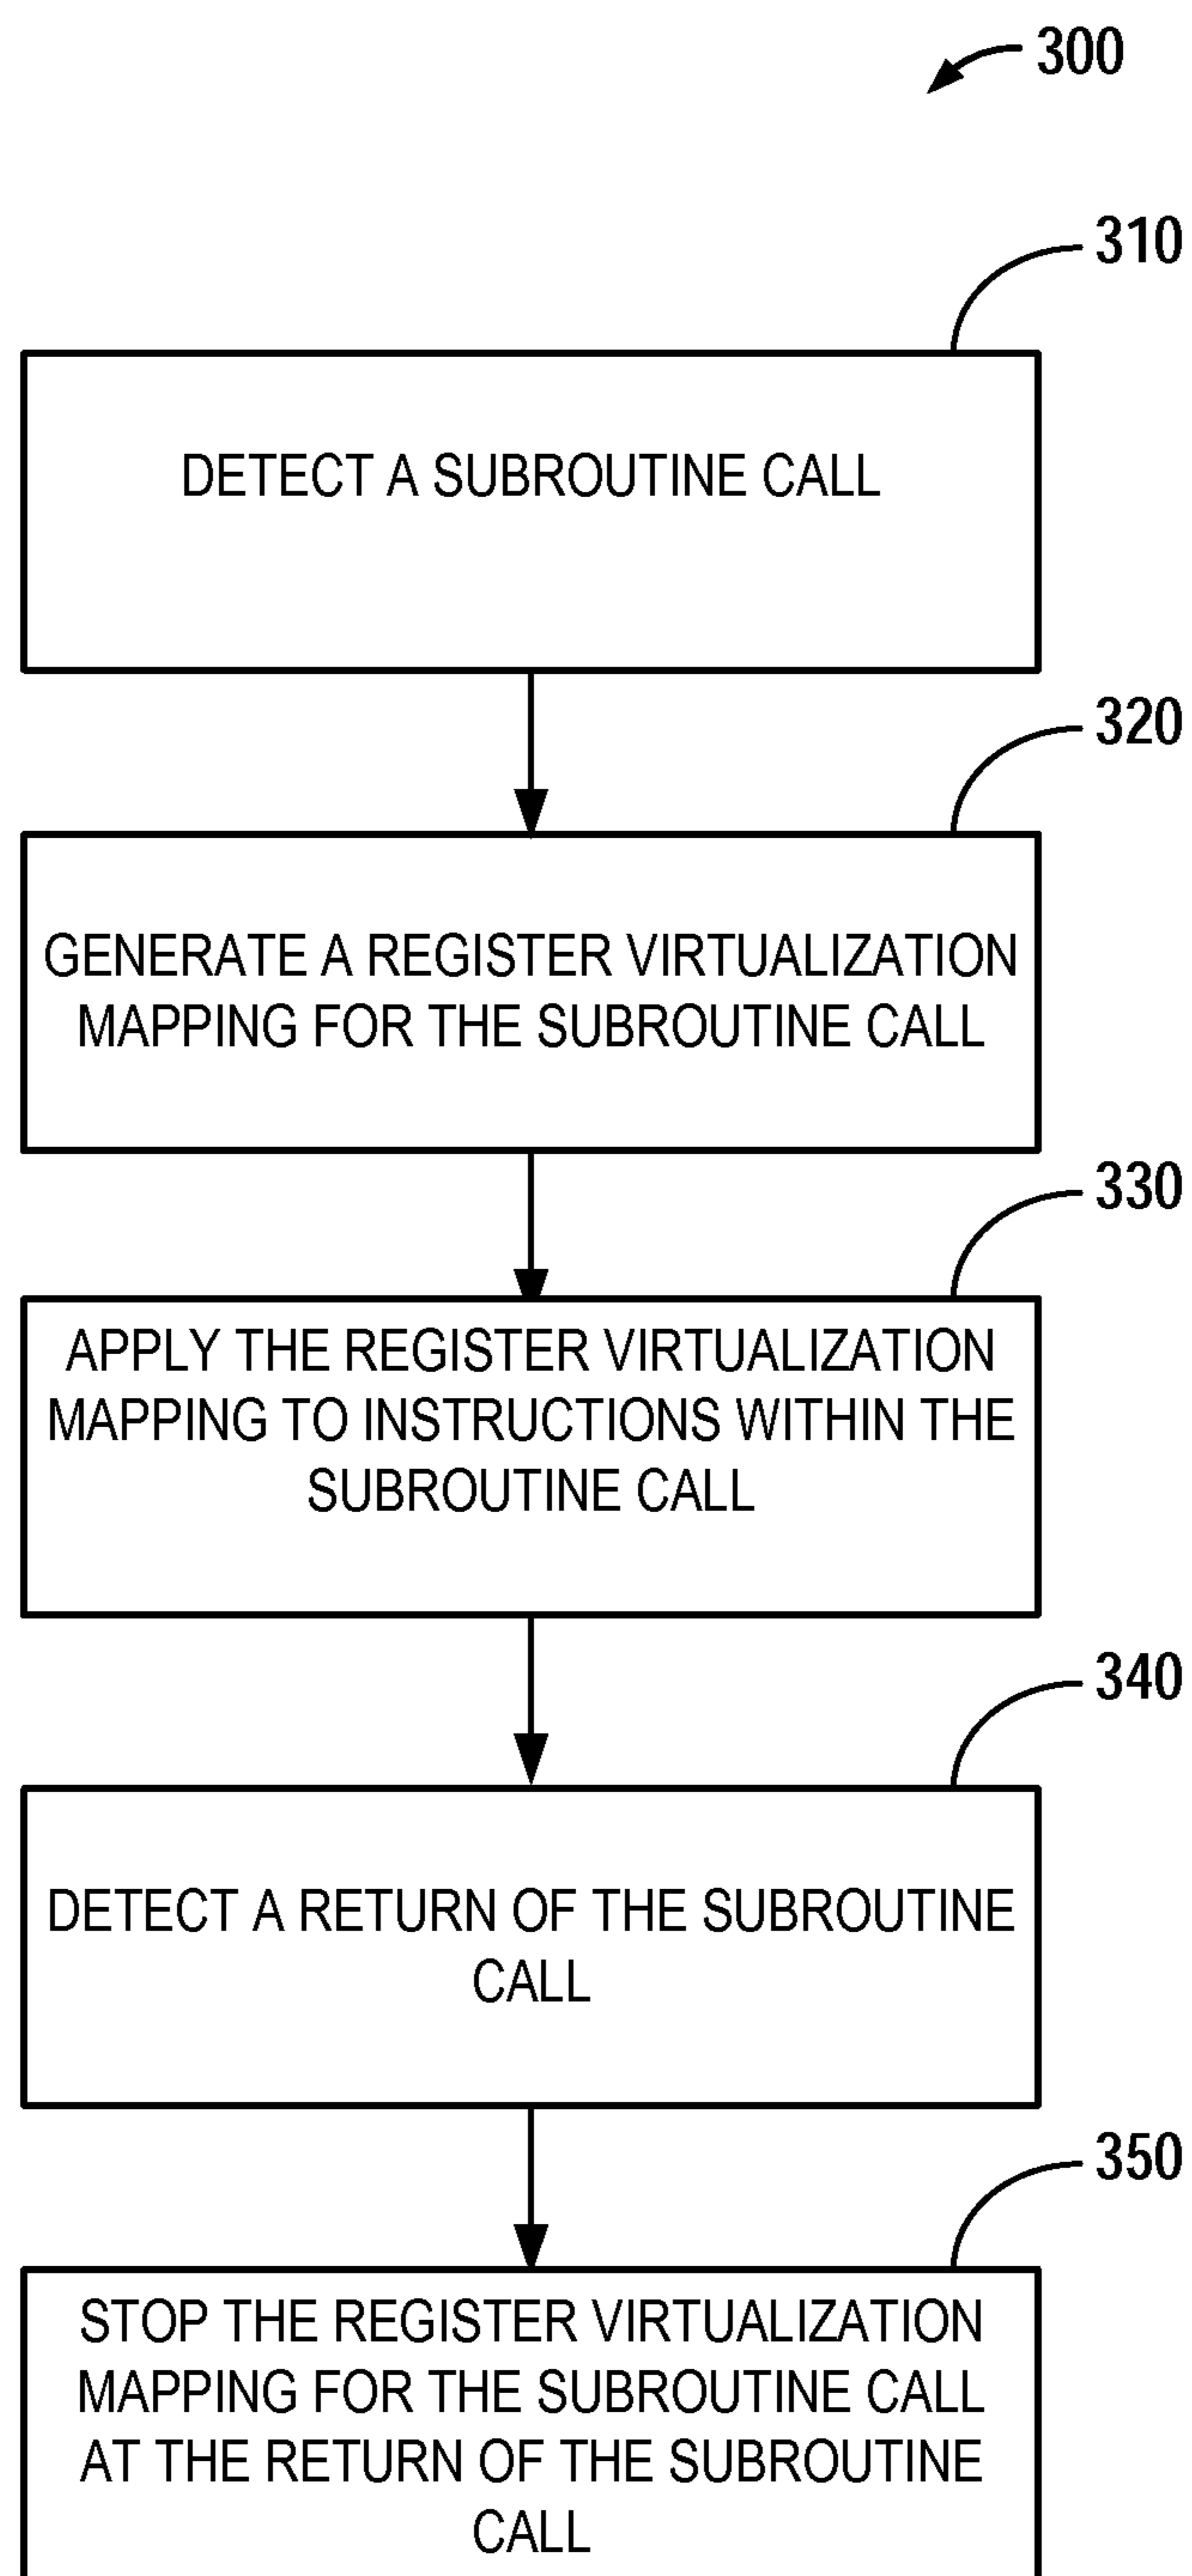 300
310
DETECT A SUBROUTINE CALL
320
GENERATE A REGISTER VIRTUALIZATION
MAPPING FOR THE SUBROUTINE CALL
330
APPLY THE REGISTER VIRTUALIZATION
MAPPING TO INSTRUCTIONS WITHIN THE
SUBROUTINE CALL
340
DETECT A RETURN OF THE SUBROUTINE
CALL
350
STOP THE REGISTER VIRTUALIZATION
MAPPING FOR THE SUBROUTINE CALL
AT THE RETURN OF THE SUBROUTINE
CALL